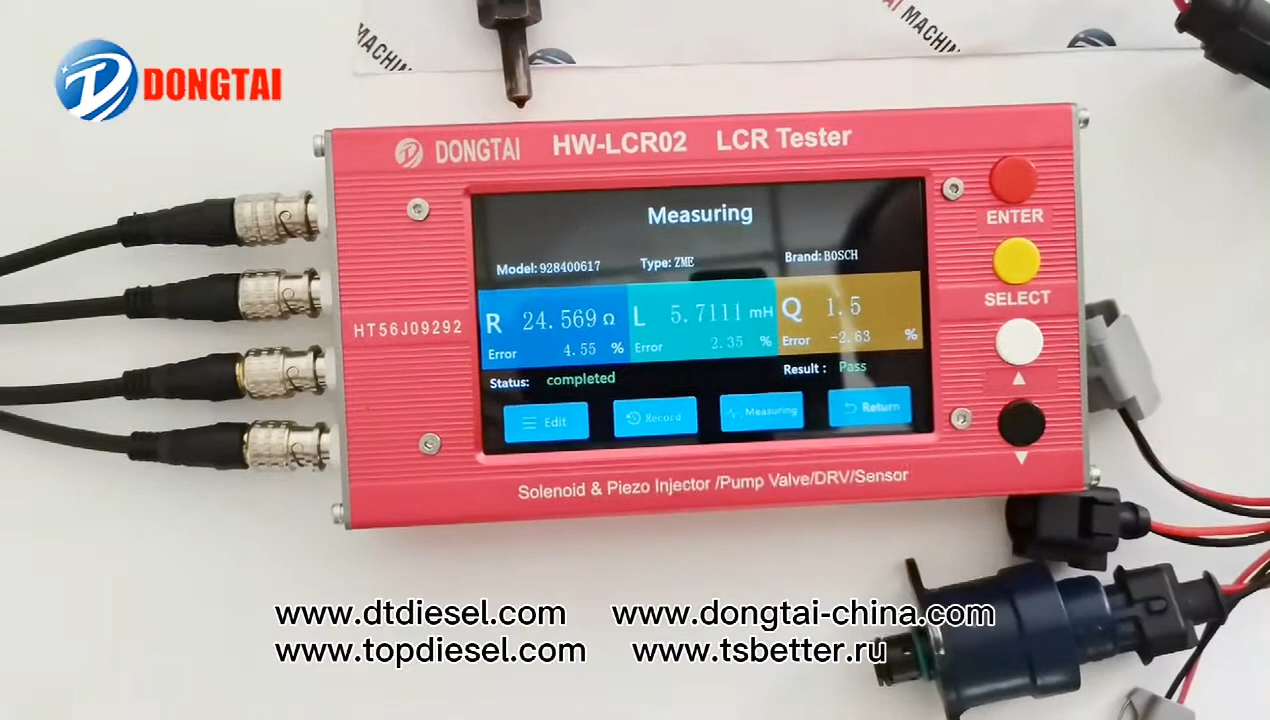 MACHIN
MACHIN
DONGTAI
DONGTAI HW-LCR02 LCR Tester
Measuring
Model: 928400617 Type: ZME Brand: BOSCH
R 24.569 Ω L 5.7111 mH Q 1.5
Error 4.55 % Error 2.35 % Error -2.63 %
Status: completed Result : Pass
Edit Record Measuring Return
HT56J09292
ENTER
SELECT
Solenoid & Piezo Injector /Pump Valve/DRV/Sensor
www.dtdiesel.com www.dongtai-china.com
www.topdiesel.com www.tsbetter.ru